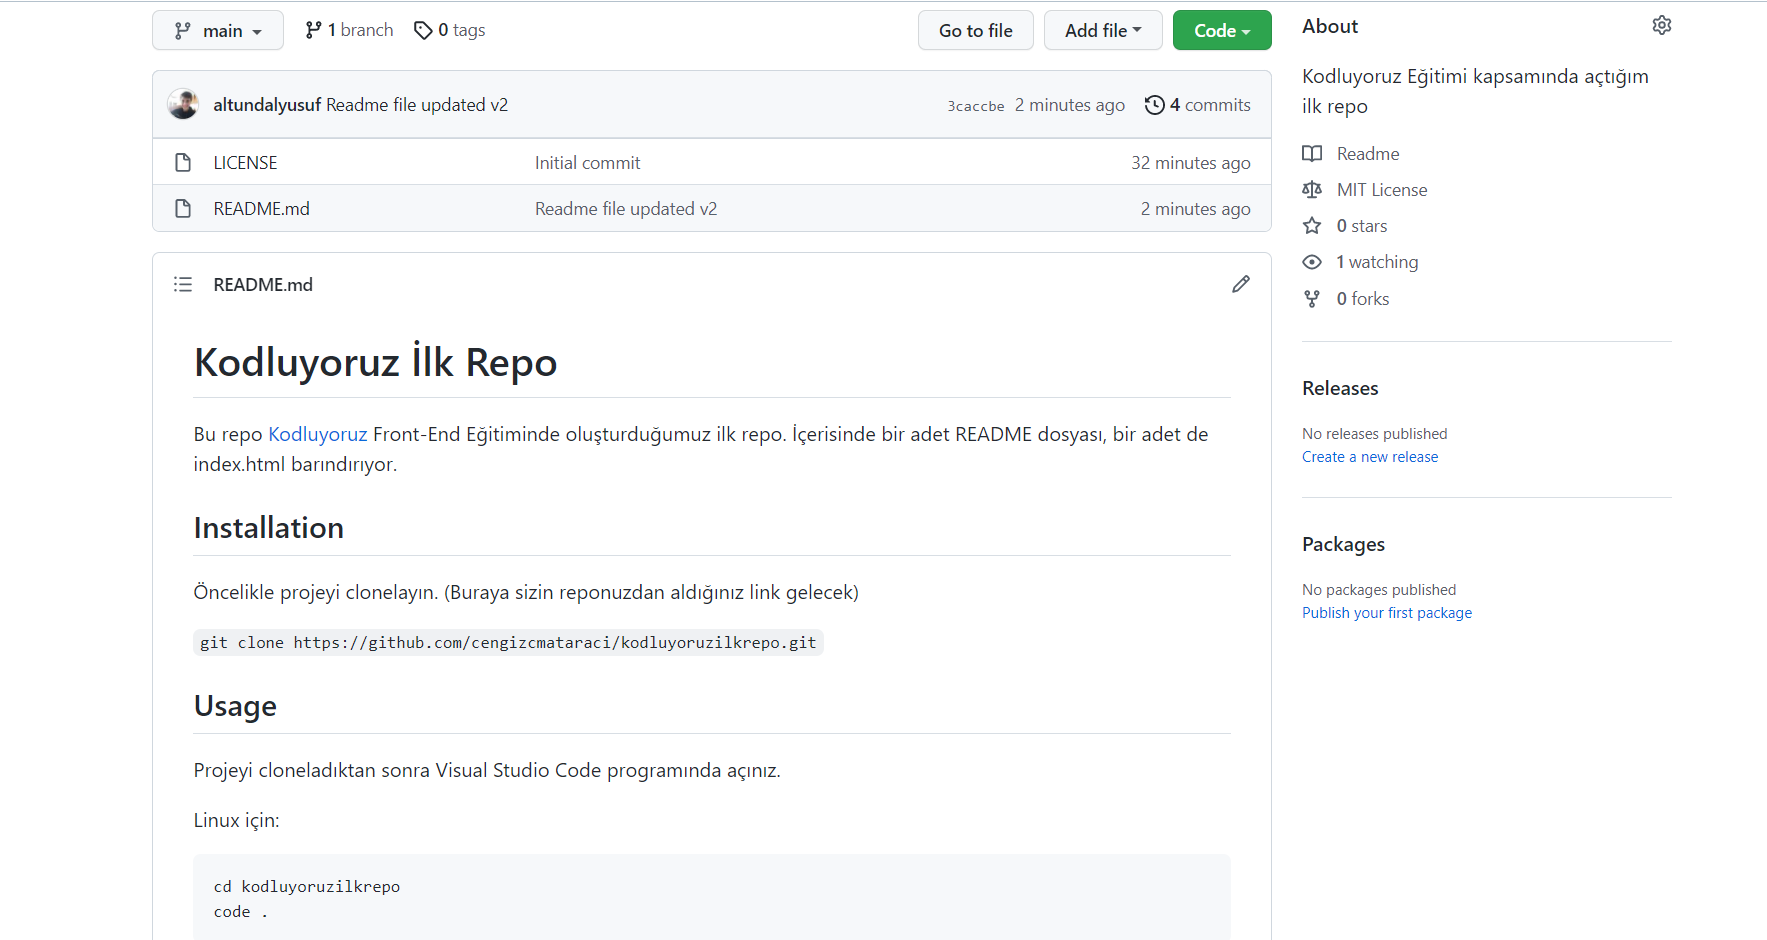 main
1 branch
0 tags
Go to file
Add file
Code
altundalyusuf Readme file updated v2
3caccbe 2 minutes ago
4 commits
LICENSE
Initial commit
32 minutes ago
README.md
Readme file updated v2
2 minutes ago
README.md
Kodluyoruz İlk Repo
Bu repo Kodluyoruz Front-End Eğitiminde oluşturduğumuz ilk repo. İçerisinde bir adet README dosyası, bir adet de
index.html barındırıyor.
Installation
Öncelikle projeyi clonelayın. (Buraya sizin reponuzdan aldığınız link gelecek)
git clone https://github.com/cengizcmataraci/kodluyoruzilkrepo.git
Usage
Projeyi cloneladıktan sonra Visual Studio Code programında açınız.
Linux için:
cd kodluyoruzilkrepo
code .
About
Kodluyoruz Eğitimi kapsamında açtığım
ilk repo
Readme
MIT License
0 stars
1 watching
0 forks
Releases
No releases published
Create a new release
Packages
No packages published
Publish your first package